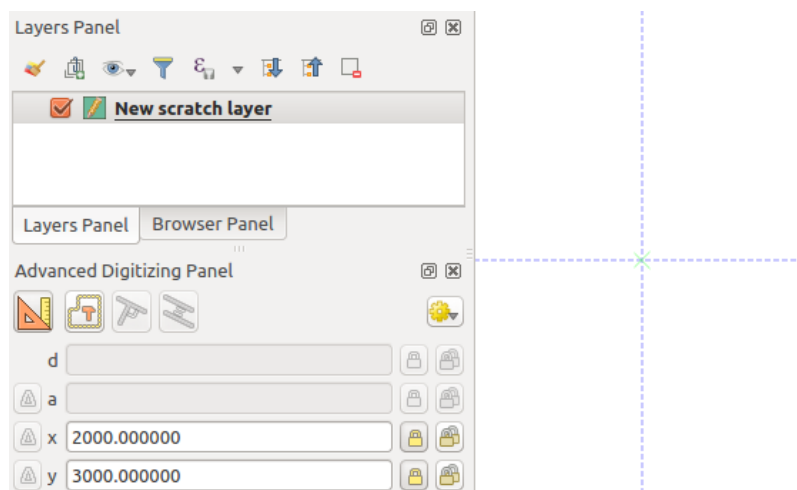 Layers Panel
New scratch layer
Layers Panel Browser Panel
Advanced Digitizing Panel
d
a
x 2000.000000
y 3000.000000